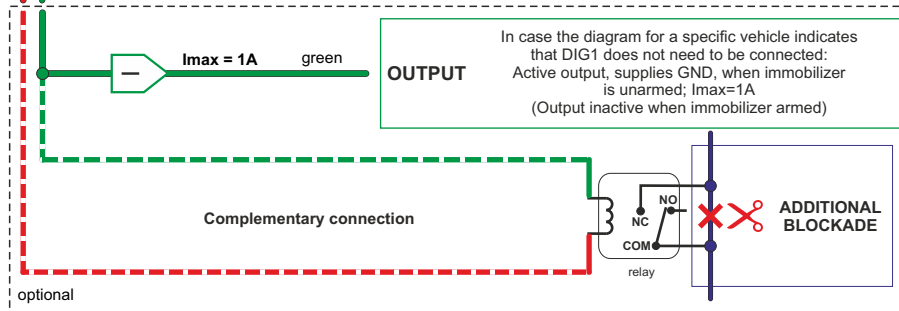 Imax = 1A
green
OUTPUT
In case the diagram for a specific vehicle indicates
that DIG1 does not need to be connected:
Active output, supplies GND, when immobilizer
is unarmed; Imax=1A
(Output inactive when immobilizer armed)
Complementary connection
NC
NO
COM
relay
ADDITIONAL
BLOCKADE
optional